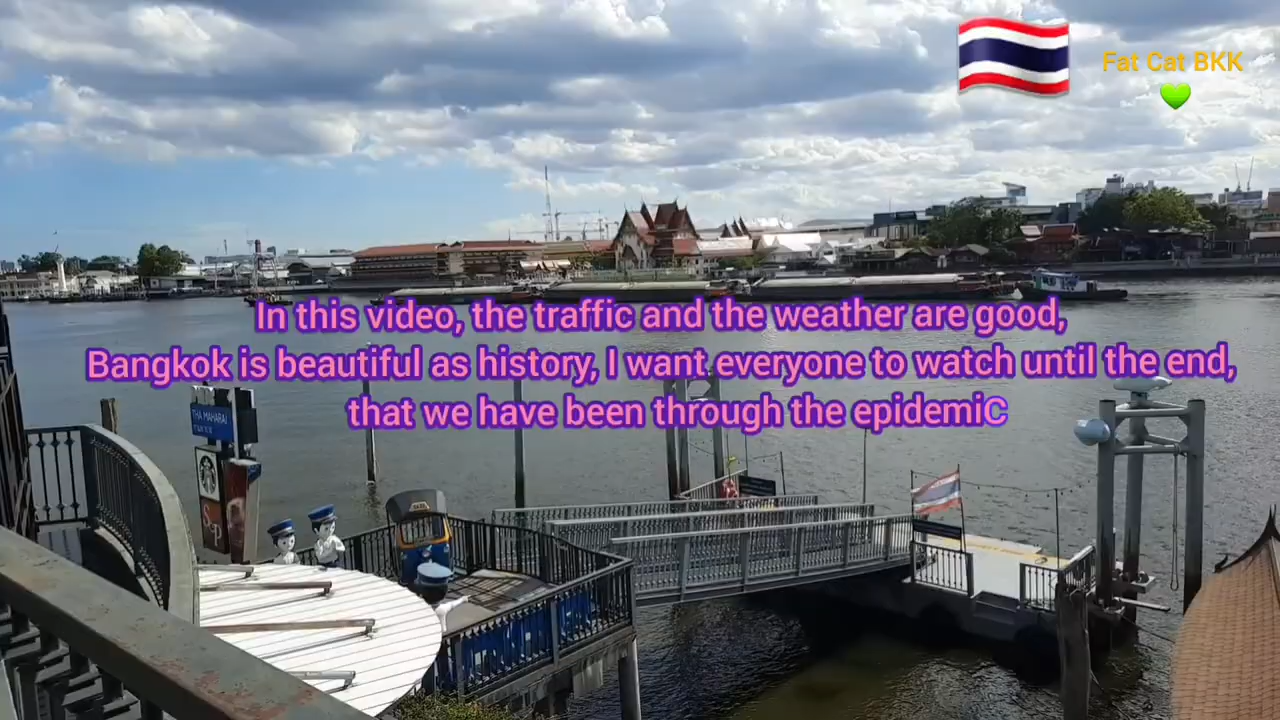 Fat Cat BKK
In this video, the traffic and the weather are good,
Bangkok is beautiful as history, I want everyone to watch until the end,
that we have been through the epidemic
THA MAHARAJ
S&P